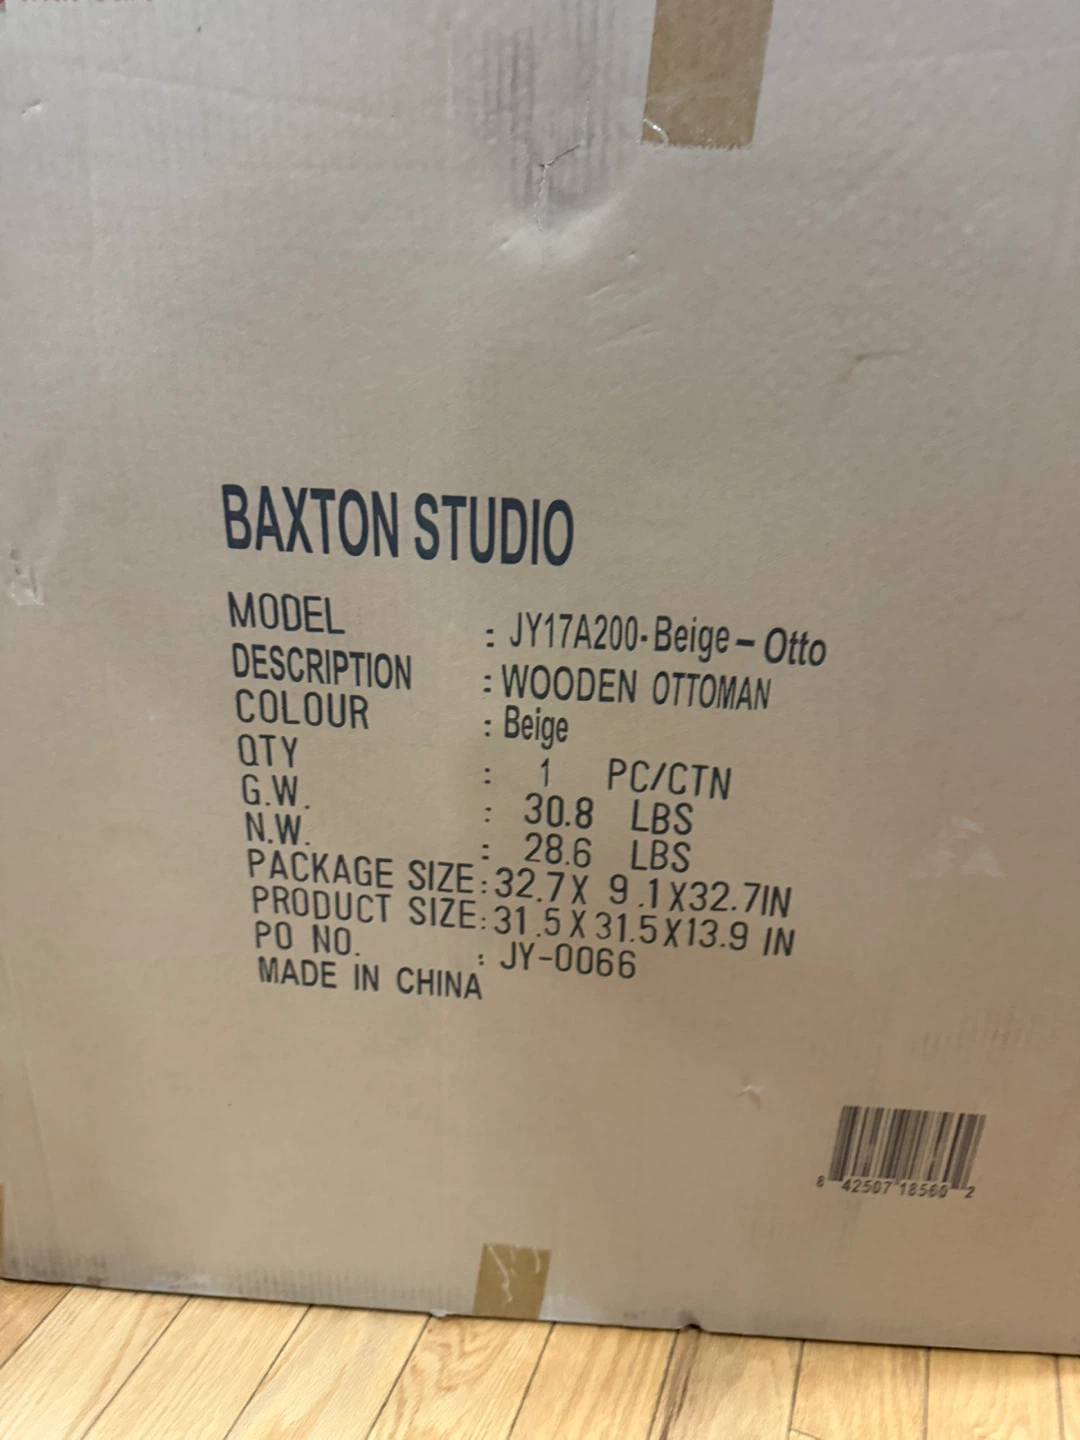 BAXTON STUDIO
MODEL : JY17A200-Beige-Otto
DESCRIPTION : WOODEN OTTOMAN
COLOUR : Beige
QTY : 1 PC/CTN
G.W. : 30.8 LBS
N.W. : 28.6 LBS
PACKAGE SIZE: 32.7X 9.1X32.7IN
PRODUCT SIZE: 31.5X31.5X13.9 IN
PO NO. : JY-0066
MADE IN CHINA
8 42507 18560 2